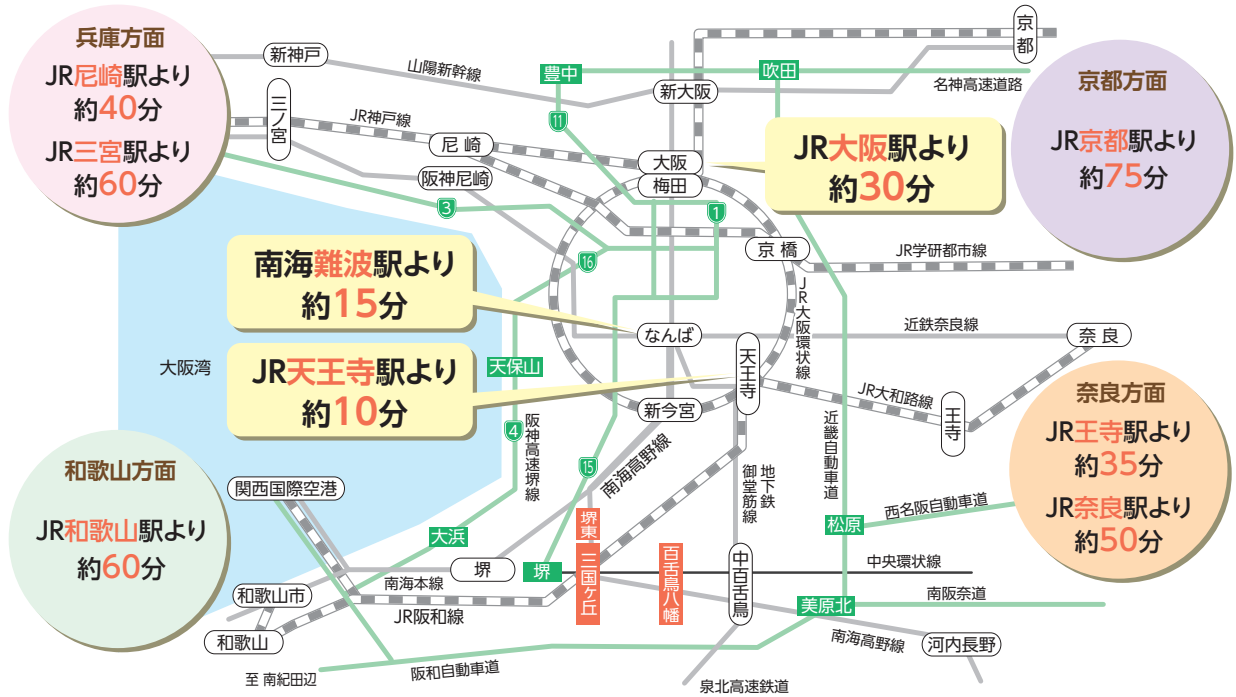 兵庫方面
JR尼崎駅より
約40分
JR三宮駅より
約60分
新神戸
山陽新幹線
三ノ宮
JR神戸線
尼崎
阪神尼崎
豊中
吹田
京都
名神高速道路
新大阪
11
大阪
梅田
JR大阪駅より
約30分
京都方面
JR京都駅より
約75分
3
1
16
京橋
JR学研都市線
JR大阪環状線
南海難波駅より
約15分
なんば
近鉄奈良線
奈良
大阪湾
JR天王寺駅より
約10分
天保山
天王寺
新今宮
JR大和路線
王寺
奈良方面
JR王寺駅より
約35分
JR奈良駅より
約50分
4
阪神高速堺線
15
南海高野線
地下鉄
御堂筋線
近畿自動車道
西名阪自動車道
松原
和歌山方面
JR和歌山駅より
約60分
関西国際空港
大浜
堺東
堺
堺
三国ヶ丘
百舌鳥八幡
中百舌鳥
中央環状線
南海本線
和歌山市
JR阪和線
美原北
南阪奈道
和歌山
南海高野線
河内長野
至 南紀田辺
阪和自動車道
泉北高速鉄道